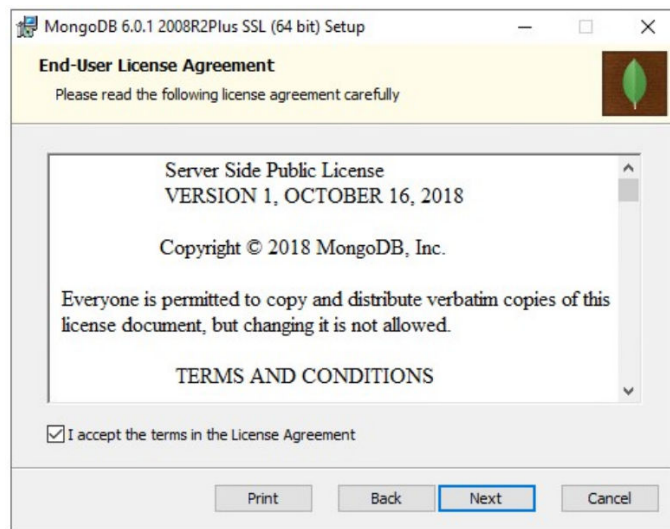 MongoDB 6.0.1 2008R2Plus SSL (64 bit) Setup
End-User License Agreement
Please read the following license agreement carefully
Server Side Public License
VERSION 1, OCTOBER 16, 2018
Copyright © 2018 MongoDB, Inc.
Everyone is permitted to copy and distribute verbatim copies of this
license document, but changing it is not allowed.
TERMS AND CONDITIONS
I accept the terms in the License Agreement
Print Back Next Cancel